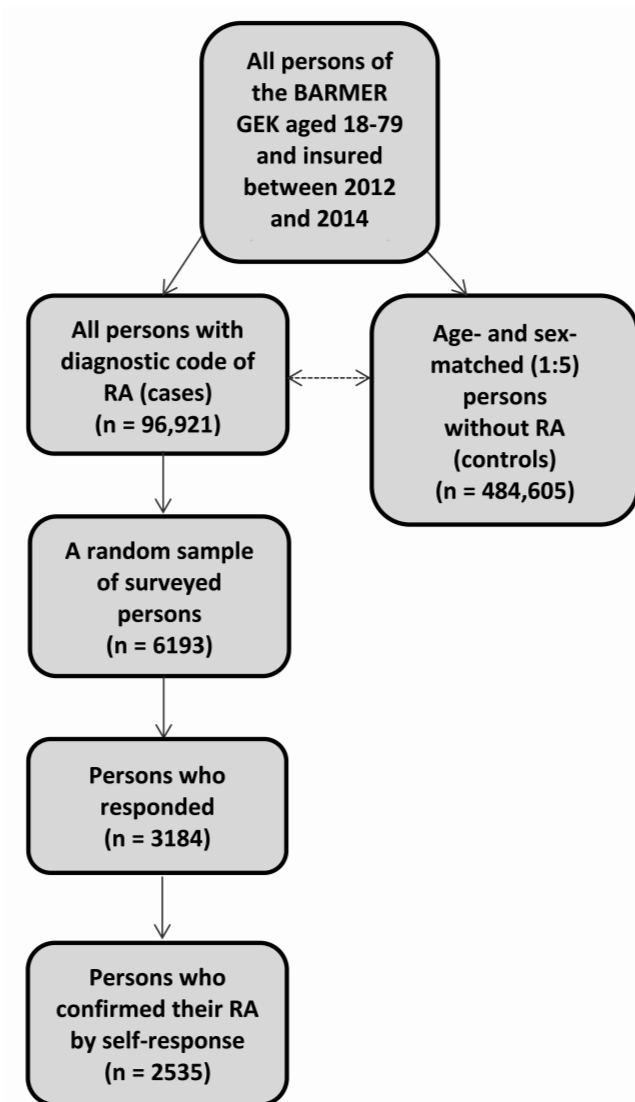 All persons of
the BARMER
GEK aged 18-79
and insured
between 2012
and 2014
All persons with
diagnostic code of
RA (cases)
(n = 96,921)
Age- and sex-
matched (1:5)
persons
without RA
(controls)
(n = 484,605)
A random sample
of surveyed
persons
(n = 6193)
Persons who
responded
(n = 3184)
Persons who
confirmed their RA
by self-response
(n = 2535)